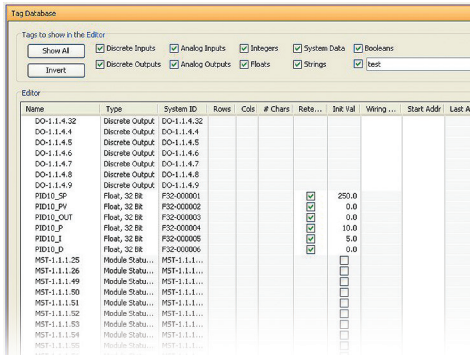 Tag Database
Tags to show in the Editor
Show All Discrete Inputs Analog Inputs Integers System Data Booleans
Invert Discrete Outputs Analog Outputs Floats Strings test
Editor
Name Type System ID Rows Cols # Chars Rete... Init Val Wiring ... Start Addr Last A
DO-1.1.4.32 Discrete Output DO-1.1.4.32
DO-1.1.4.4 Discrete Output DO-1.1.4.4
DO-1.1.4.5 Discrete Output DO-1.1.4.5
DO-1.1.4.6 Discrete Output DO-1.1.4.6
DO-1.1.4.7 Discrete Output DO-1.1.4.7
DO-1.1.4.8 Discrete Output DO-1.1.4.8
DO-1.1.4.9 Discrete Output DO-1.1.4.9
PID10_SP Float, 32 Bit F32-000001 250.0
PID10_PV Float, 32 Bit F32-000002 0.0
PID10_OUT Float, 32 Bit F32-000003 0.0
PID10_P Float, 32 Bit F32-000004 10.0
PID10_I Float, 32 Bit F32-000005 5.0
PID10_D Float, 32 Bit F32-000006 0.0
MST-1.1.1.25 Module Statu... MST-1.1.1...
MST-1.1.1.26 Module Statu... MST-1.1.1...
MST-1.1.1.49 Module Statu... MST-1.1.1...
MST-1.1.1.50 Module Statu... MST-1.1.1...
MST-1.1.1.51 Module Statu... MST-1.1.1...
MST-1.1.1.52 Module Statu... MST-1.1.1...
MST-1.1.1.53 Module Statu... MST-1.1.1...
MST-1.1.1.54 Module Statu... MST-1.1.1...
MST-1.1.1.55 Module Statu... MST-1.1.1...